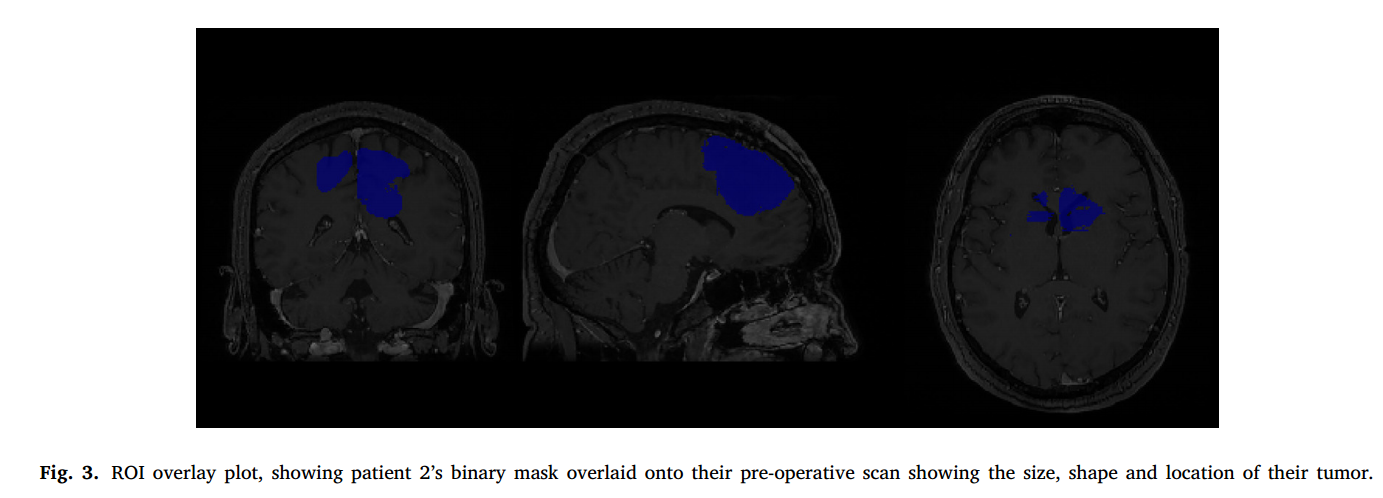 Fig. 3. ROI overlay plot, showing patient 2’s binary mask overlaid onto their pre-operative scan showing the size, shape and location of their tumor.